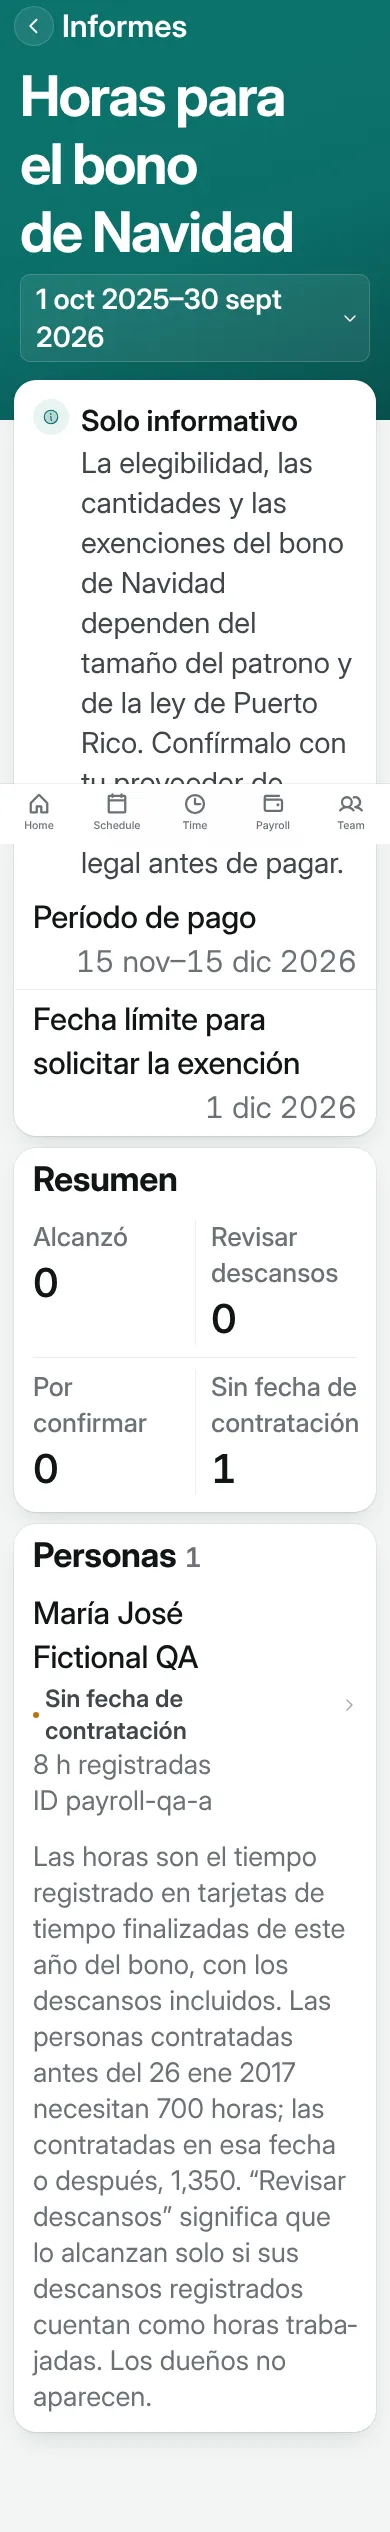 Informes
Horas para
el bono
de Navidad
1 oct 2025–30 sept
2026
Solo informativo
La elegibilidad, las
cantidades y las
exenciones del bono
de Navidad
dependen del
tamaño del patrono y
de la ley de Puerto
Rico. Confírmalo con
tu proveedor de
Home
Schedule
Time
Payroll
Team
legal antes de pagar.
Período de pago
15 nov–15 dic 2026
Fecha límite para
solicitar la exención
1 dic 2026
Resumen
Alcanzó
0
Revisar
descansos
0
Por
confirmar
0
Sin fecha de
contratación
1
Personas 1
María José
Fictional QA
Sin fecha de
contratación
8 h registradas
ID payroll-qa-a
Las horas son el tiempo
registrado en tarjetas de
tiempo finalizadas de este
año del bono, con los
descansos incluidos. Las
personas contratadas
antes del 26 ene 2017
necesitan 700 horas; las
contratadas en esa fecha
o después, 1,350. “Revisar
descansos” significa que
lo alcanzan solo si sus
descansos registrados
cuentan como horas traba-
jadas. Los dueños no
aparecen.